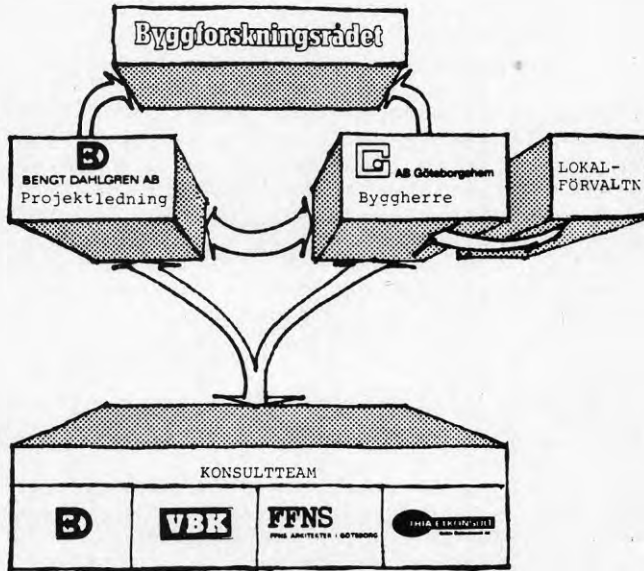 Byggforskningsrådet
BENGT DAHLGREN AB
Projektledning
AB Göteborgshem
Byggherre
LOKAL-
FÖRVALTN
KONSULTTEAM
VBK
FFNS
FFNS ARKITEKTER I GÖTEBORG